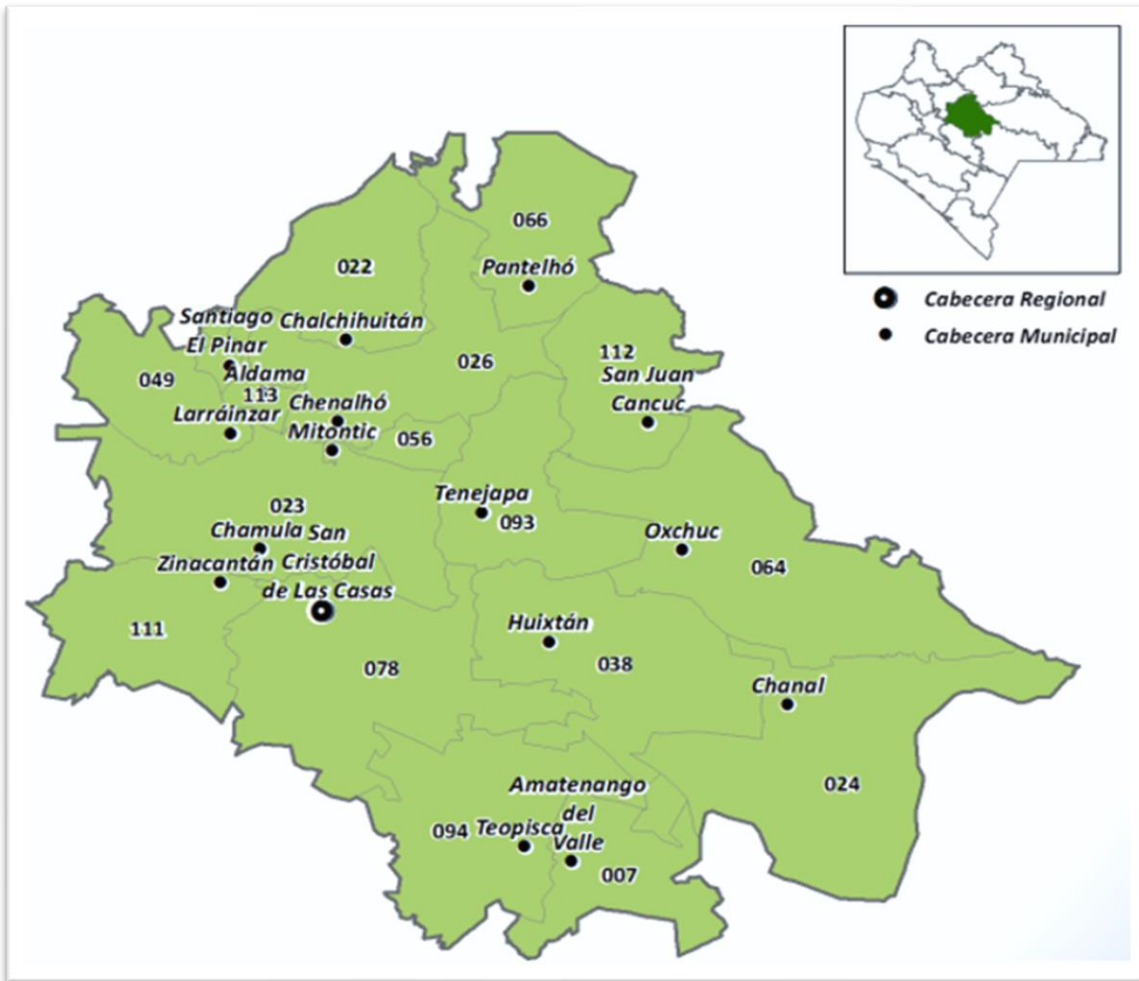 066
Pantelhó
022
Santiago
El Pinar
Chalchihuitán
Cabecera Regional
Cabecera Municipal
026
112
San Juan
Cancuc
049
Aldama
113
Chenalhó
Larráinzar
Mitontic
056
Tenejapa
093
023
Chamula
San
Cristóbal
de Las Casas
Zinacantán
Oxchuc
064
111
Huixtán
038
078
Chanal
024
Amatenango
del
Valle
094
Teopisca
007